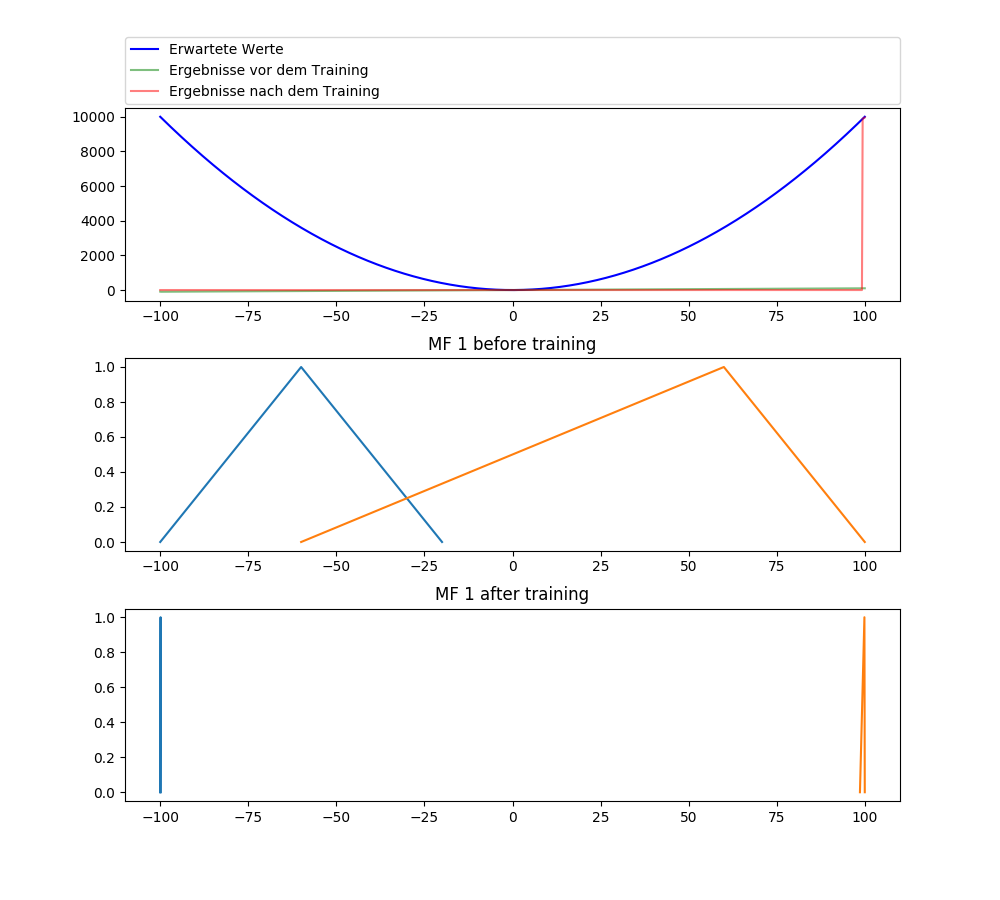 Erwartete Werte
Ergebnisse vor dem Training
Ergebnisse nach dem Training
10000
8000
6000
4000
2000
0
−100 −75 −50 −25 0 25 50 75 100
MF 1 before training
1.0
0.8
0.6
0.4
0.2
0.0
−100 −75 −50 −25 0 25 50 75 100
MF 1 after training
1.0
0.8
0.6
0.4
0.2
0.0
−100 −75 −50 −25 0 25 50 75 100